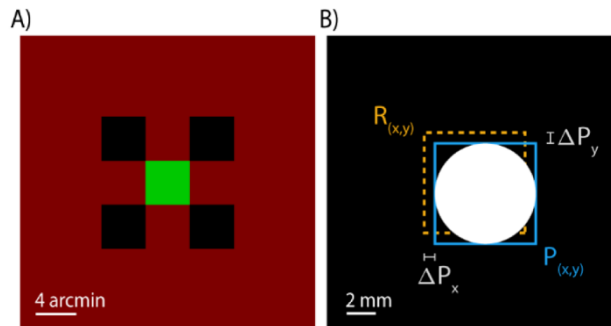 A)
4 arcmin
B)
R(x,y)
ΔPy
P(x,y)
ΔPx
2 mm